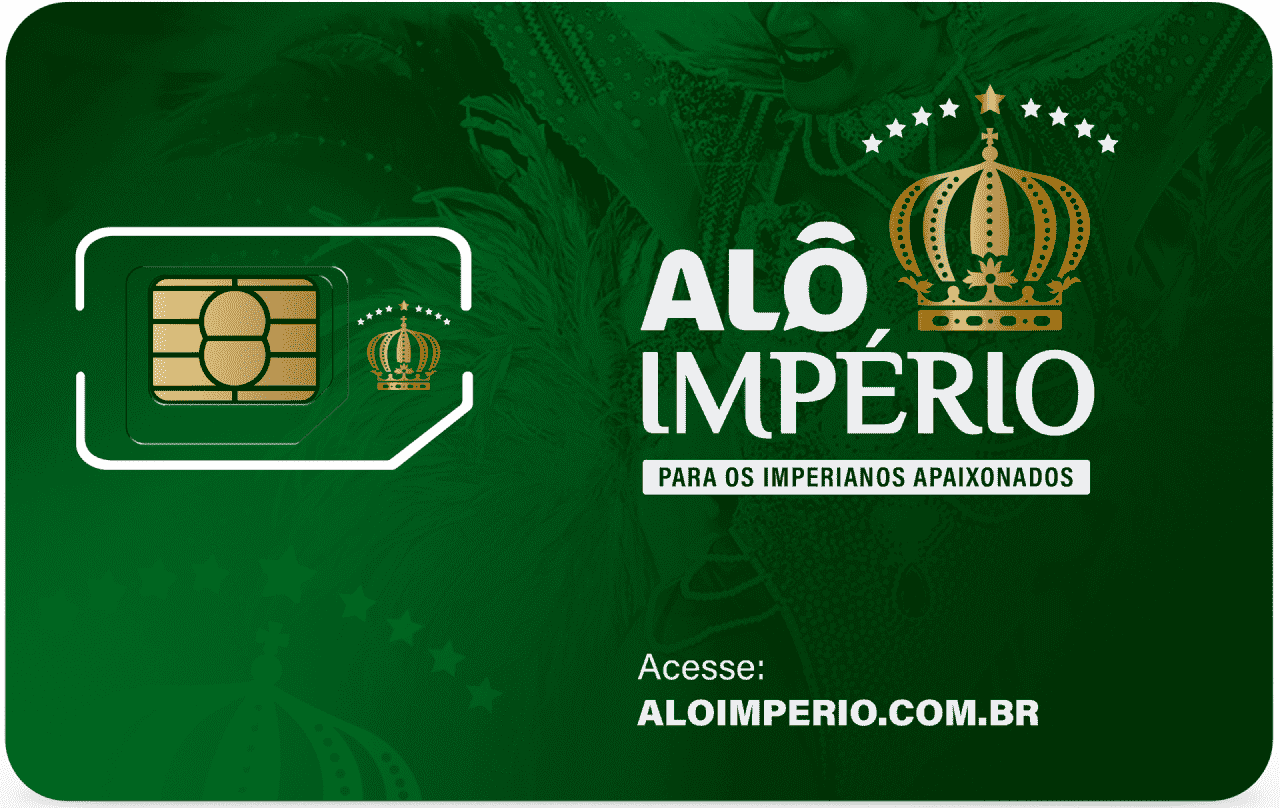 ALÔ
IMPÉRIO
PARA OS IMPERIANOS APAIXONADOS
Acesse:
ALOIMPERIO.COM.BR